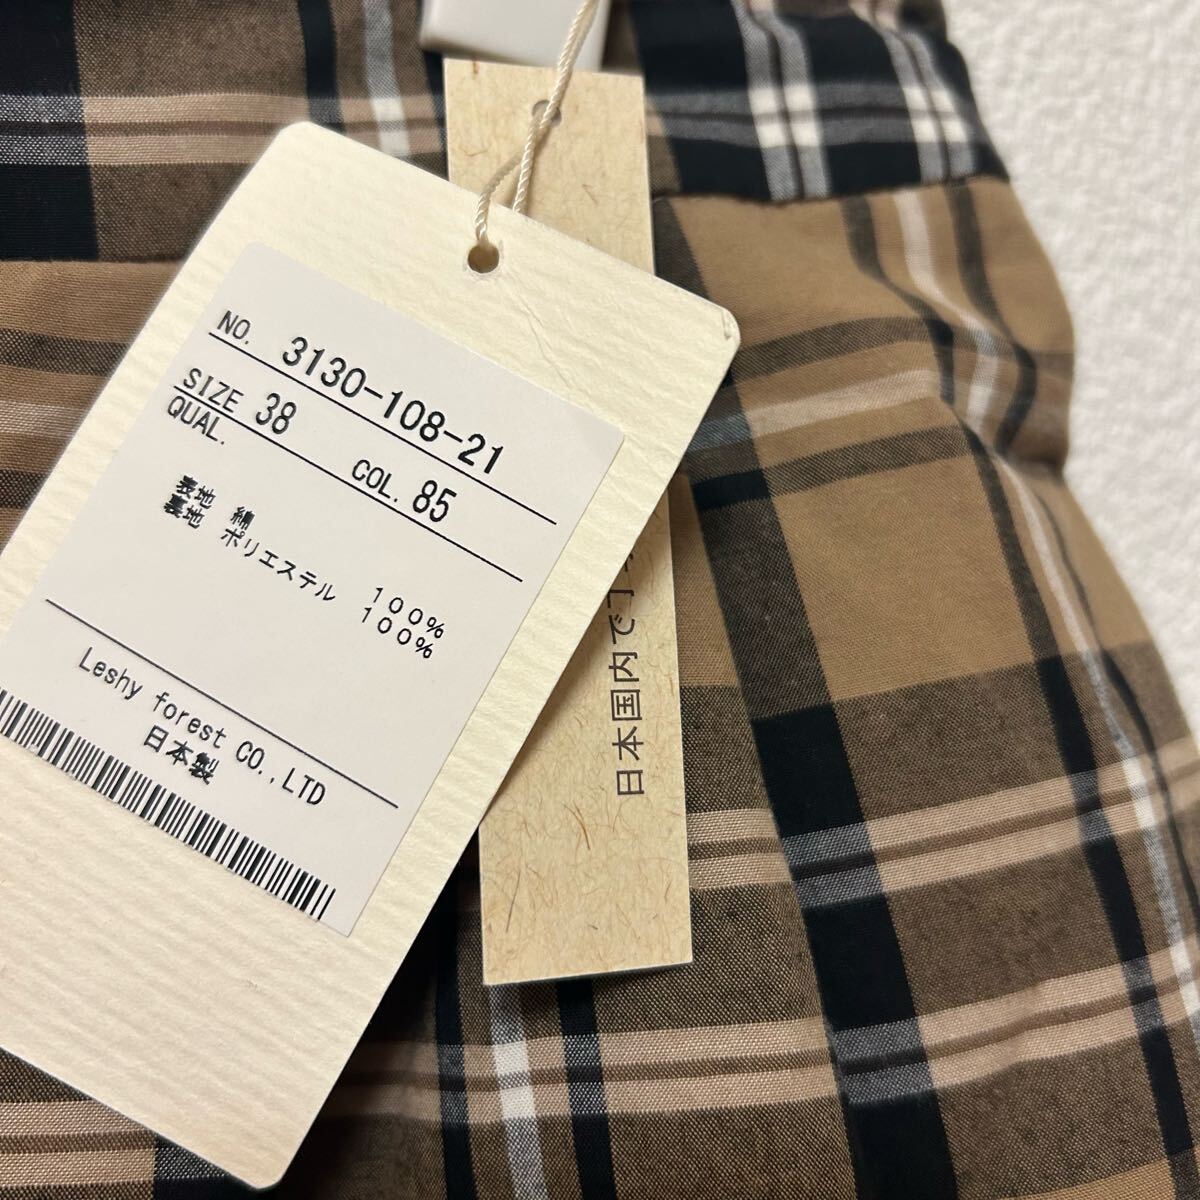 NO. 3130-108-21
SIZE 38 COL. 85
QUAL.
表地 綿 100%
裏地 ポリエステル 100%
Leshy forest CO.,LTD
日本製
日本国内で